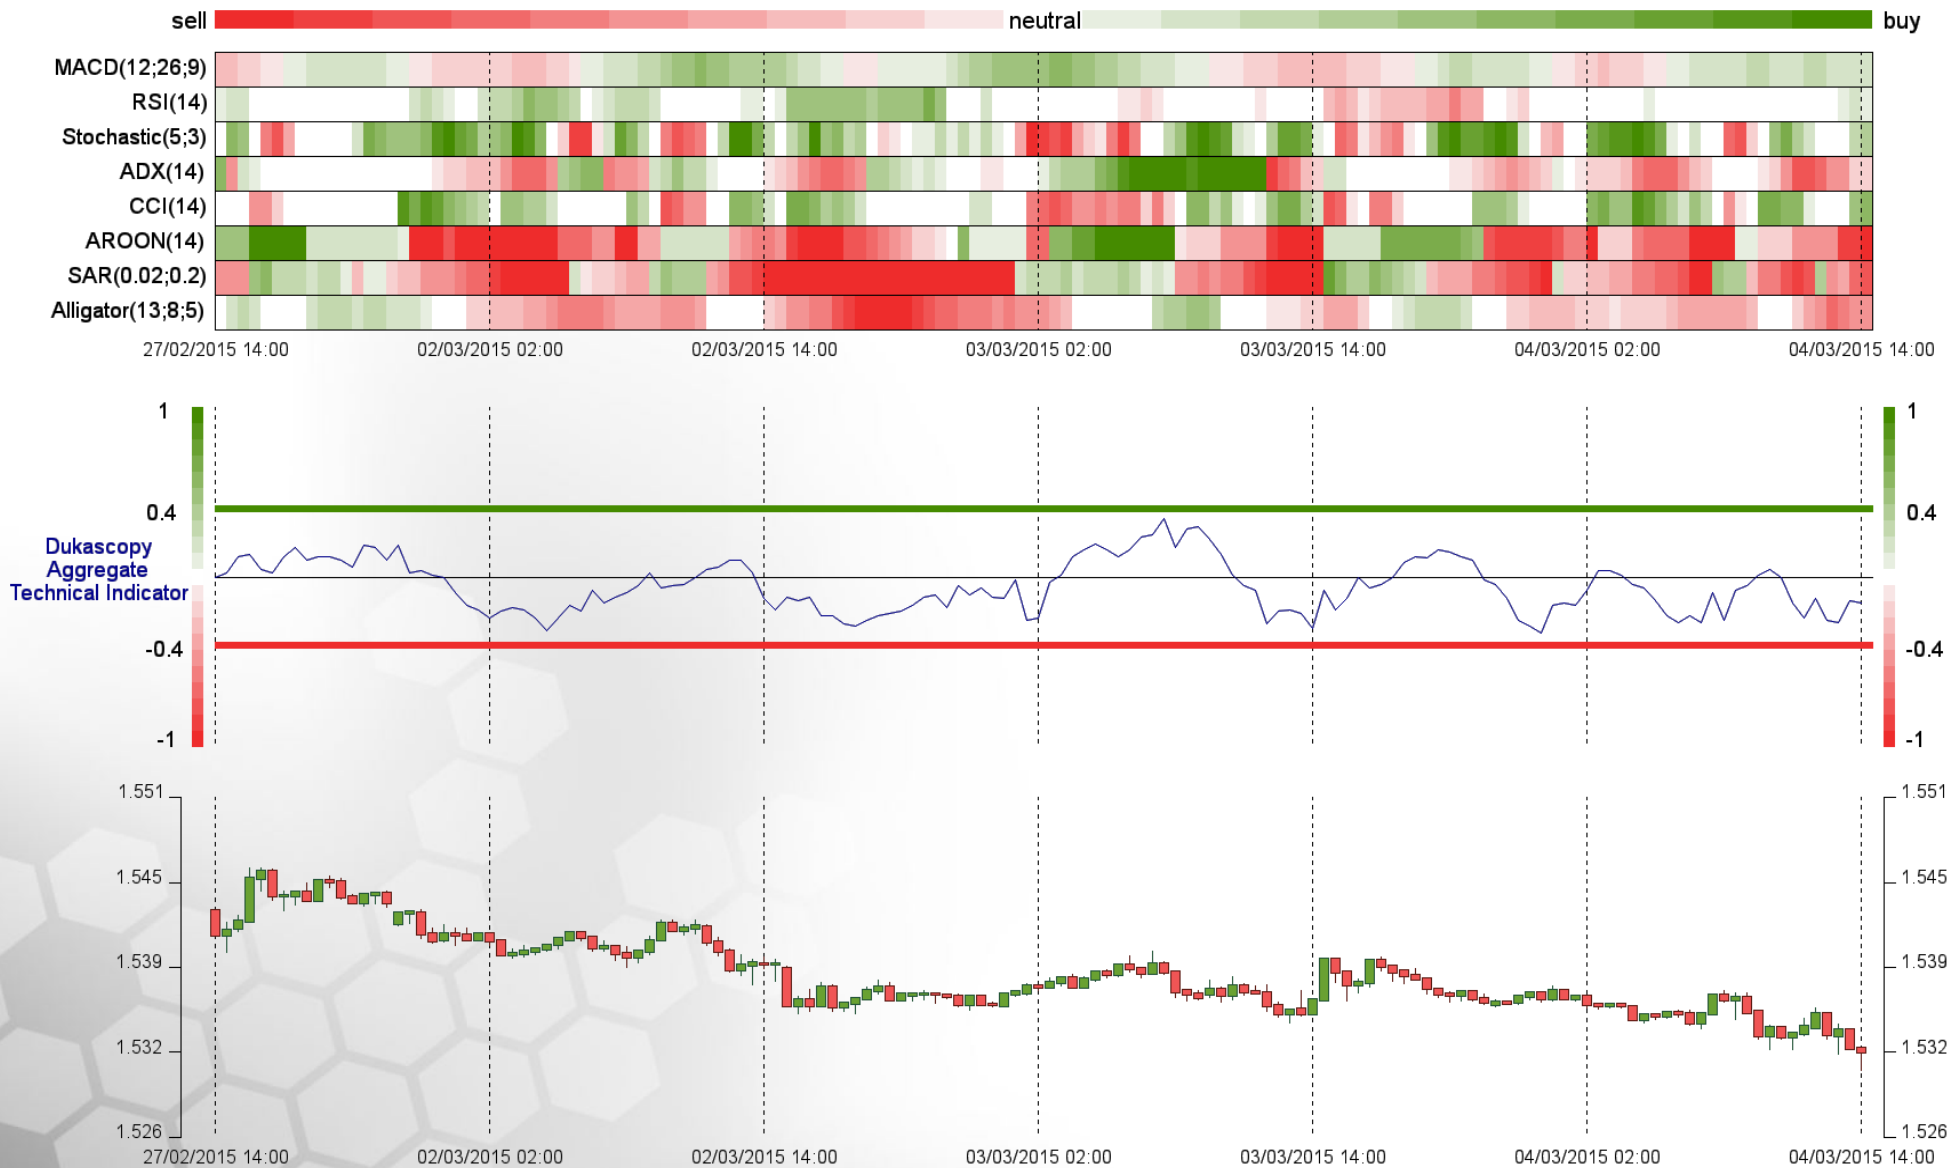 sell neutral buy
MACD(12;26;9)
RSI(14)
Stochastic(5;3)
ADX(14)
CCI(14)
AROON(14)
SAR(0.02;0.2)
Alligator(13;8;5)
27/02/2015 14:00 02/03/2015 02:00 02/03/2015 14:00 03/03/2015 02:00 03/03/2015 14:00 04/03/2015 02:00 04/03/2015 14:00
1 1
0.4 0.4
Dukascopy
Aggregate
Technical Indicator
-0.4 -0.4
-1 -1
1.551 1.551
1.545 1.545
1.539 1.539
1.532 1.532
1.526 1.526
27/02/2015 14:00 02/03/2015 02:00 02/03/2015 14:00 03/03/2015 02:00 03/03/2015 14:00 04/03/2015 02:00 04/03/2015 14:00